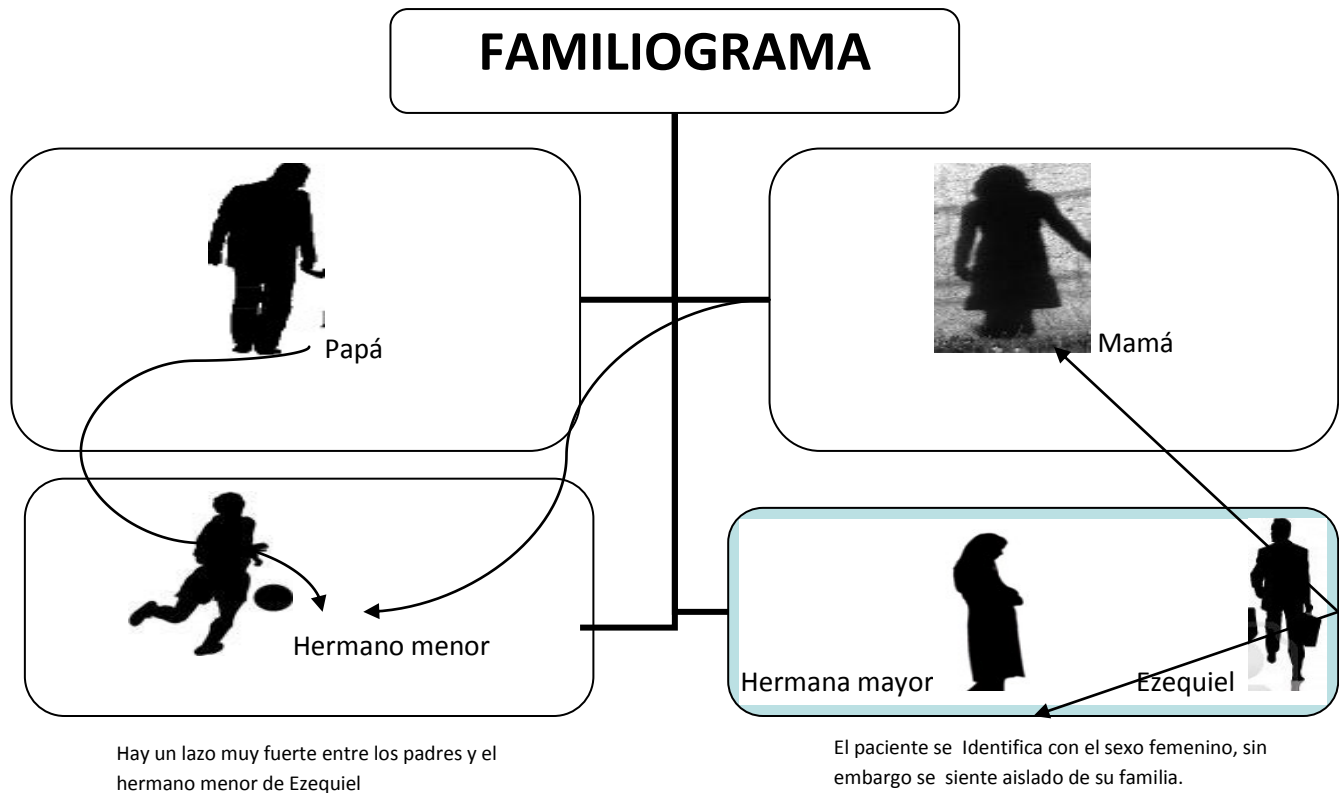 FAMILIOGRAMA
Papá
Mamá
Hermano menor
Hermana mayor
Ezequiel
Hay un lazo muy fuerte entre los padres y el
hermano menor de Ezequiel
El paciente se Identifica con el sexo femenino, sin
embargo se siente aislado de su familia.